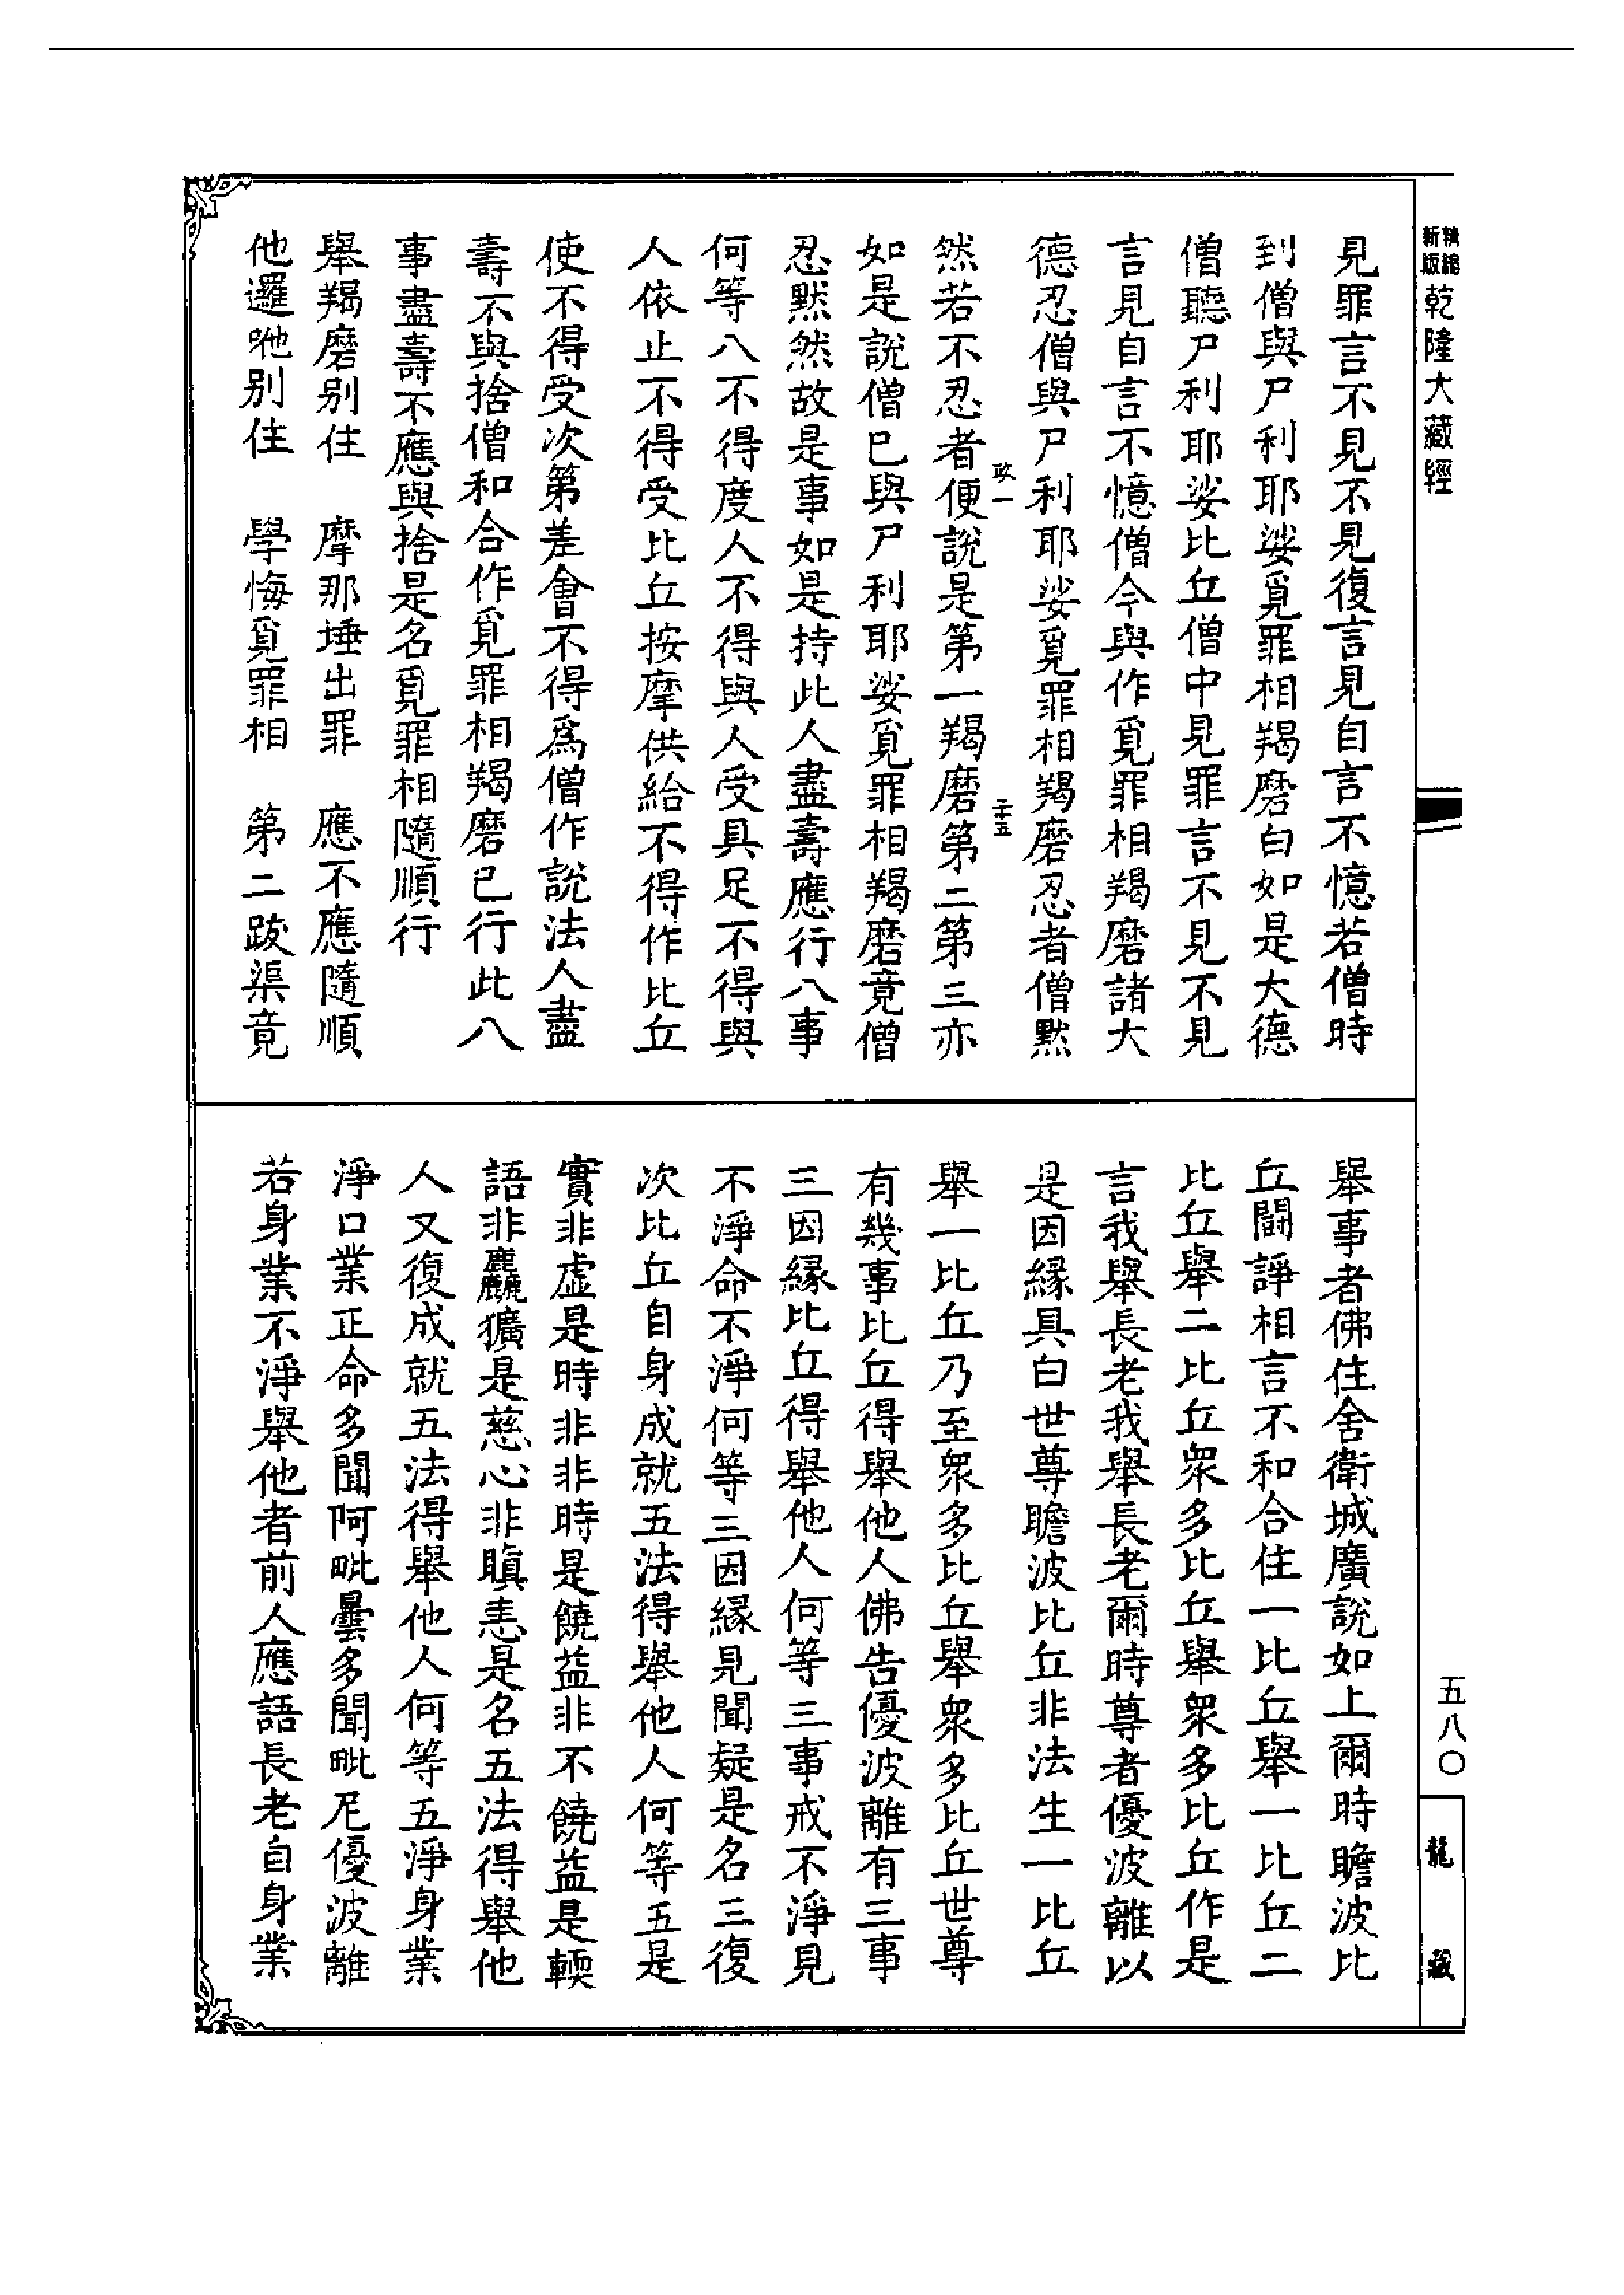 精縮新版乾隆大藏經
見罪言不見不見復言見自言不憶若僧時
到僧與尸利耶娑覓罪相羯磨白如是大德
僧聽尸利耶娑比丘僧中見罪言不見不見
言見自言不憶僧今與作覓罪相羯磨諸大
德忍僧與尸利耶娑覓罪相羯磨忍者僧默
政一
二十五
然若不忍者便說是第一羯磨第二第三亦
如是說僧已與尸利耶娑覓罪相羯磨竟僧
忍默然故是事如是持此人盡壽應行八事
何等八不得度人不得與人受具足不得與
人依止不得受比丘按摩供給不得作比丘
使不得受次第差會不得為僧作說法人盡
壽不與捨僧和合作覓罪相羯磨已行此八
事盡壽不應與捨是名覓罪相隨順行
舉羯磨別住 摩那埵出罪 應不應隨順
他邏咃別住 學悔覓罪相 第二跋渠竟
舉事者佛住舍衛城廣說如上爾時瞻波比
丘鬪諍相言不和合住一比丘舉一比丘二
比丘舉二比丘眾多比丘舉眾多比丘作是
言我舉長老我舉長老爾時尊者優波離以
是因緣具白世尊瞻波比丘非法生一比丘
舉一比丘乃至眾多比丘舉眾多比丘世尊
有幾事比丘得舉他人佛告優波離有三事
三因緣比丘得舉他人何等三事戒不淨見
不淨命不淨何等三因緣見聞疑是名三復
次比丘自身成就五法得舉他人何等五是
實非虛是時非非時是饒益非不饒益是輭
語非麤獷是慈心非瞋恚是名五法得舉他
人又復成就五法得舉他人何等五淨身業
淨口業正命多聞阿毗曇多聞毗尼優波離
若身業不淨舉他者前人應語長老自身業
五八〇
龍藏